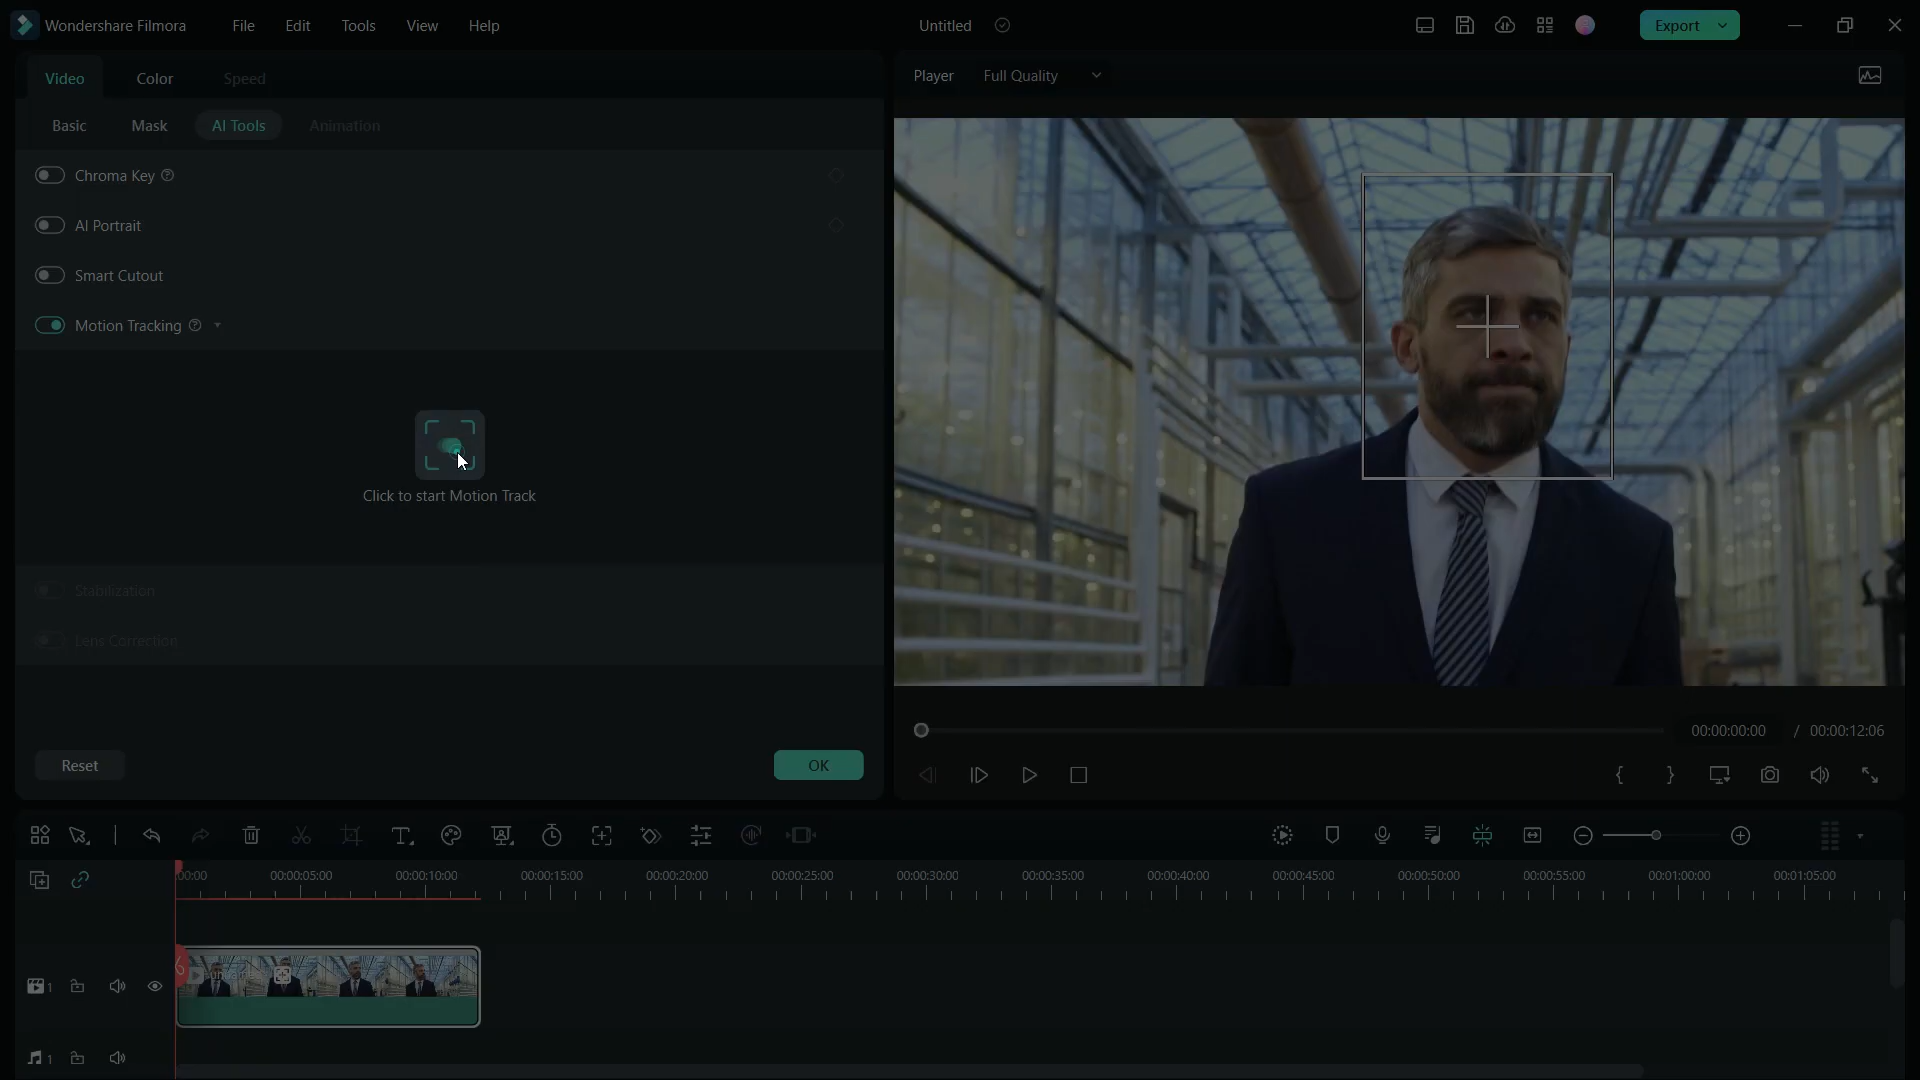 Wondershare Filmora File Edit Tools View Help Untitled Export
Video Color Speed
Player Full Quality
Basic Mask AI Tools Animation
Chroma Key
AI Portrait
Smart Cutout
Motion Tracking
Click to start Motion Track
Stabilization
Lens Correction
00:00:00:00 / 00:00:12:06
Reset OK
{ }
:00:00 00:00:05:00 00:00:10:00 00:00:15:00 00:00:20:00 00:00:25:00 00:00:30:00 00:00:35:00 00:00:40:00 00:00:45:00 00:00:50:00 00:00:55:00 00:01:00:00 00:01:05:00
1
1